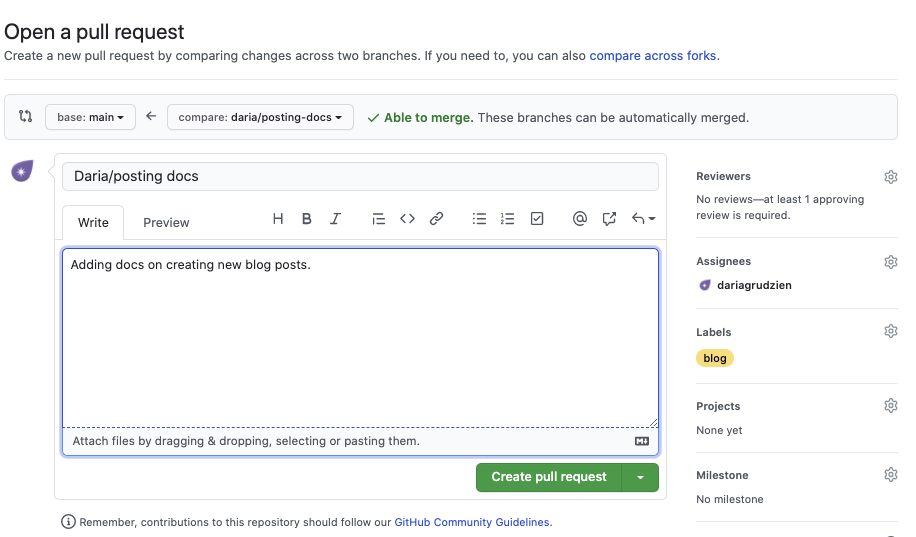 Open a pull request
Create a new pull request by comparing changes across two branches. If you need to, you can also compare across forks.
base: main
compare: daria/posting-docs
Able to merge. These branches can be automatically merged.
Daria/posting docs
Write
Preview
H B I
Adding docs on creating new blog posts.
Attach files by dragging & dropping, selecting or pasting them.
Create pull request
Remember, contributions to this repository should follow our GitHub Community Guidelines.
Reviewers
No reviews—at least 1 approving
review is required.
Assignees
dariagrudzien
Labels
blog
Projects
None yet
Milestone
No milestone